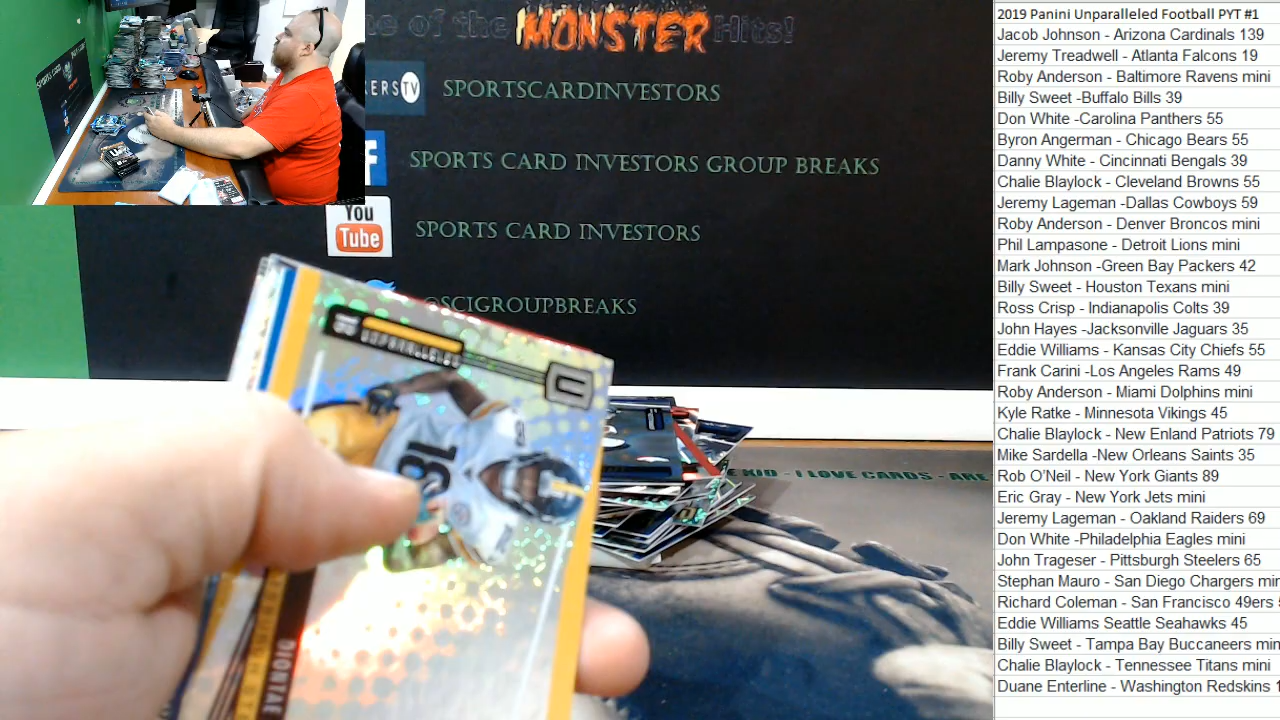 ne of the MONSTER Hits!
KERS TV
SPORTSCARDINVESTORS
SPORTS CARD INVESTORS GROUP BREAKS
You Tube
SPORTS CARD INVESTORS
OSCIGROUPBREAKS
U
18
DIONTAE
KID - I LOVE CARDS - ARE
2019 Panini Unparalleled Football PYT #1
Jacob Johnson - Arizona Cardinals 139
Jeremy Treadwell - Atlanta Falcons 19
Roby Anderson - Baltimore Ravens mini
Billy Sweet -Buffalo Bills 39
Don White -Carolina Panthers 55
Byron Angerman - Chicago Bears 55
Danny White - Cincinnati Bengals 39
Chalie Blaylock - Cleveland Browns 55
Jeremy Lageman -Dallas Cowboys 59
Roby Anderson - Denver Broncos mini
Phil Lampasone - Detroit Lions mini
Mark Johnson -Green Bay Packers 42
Billy Sweet - Houston Texans mini
Ross Crisp - Indianapolis Colts 39
John Hayes -Jacksonville Jaguars 35
Eddie Williams - Kansas City Chiefs 55
Frank Carini -Los Angeles Rams 49
Roby Anderson - Miami Dolphins mini
Kyle Ratke - Minnesota Vikings 45
Chalie Blaylock - New Enland Patriots 79
Mike Sardella -New Orleans Saints 35
Rob O'Neil - New York Giants 89
Eric Gray - New York Jets mini
Jeremy Lageman - Oakland Raiders 69
Don White -Philadelphia Eagles mini
John Trageser - Pittsburgh Steelers 65
Stephan Mauro - San Diego Chargers min
Richard Coleman - San Francisco 49ers
Eddie Williams Seattle Seahawks 45
Billy Sweet - Tampa Bay Buccaneers min
Chalie Blaylock - Tennessee Titans mini
Duane Enterline - Washington Redskins 1